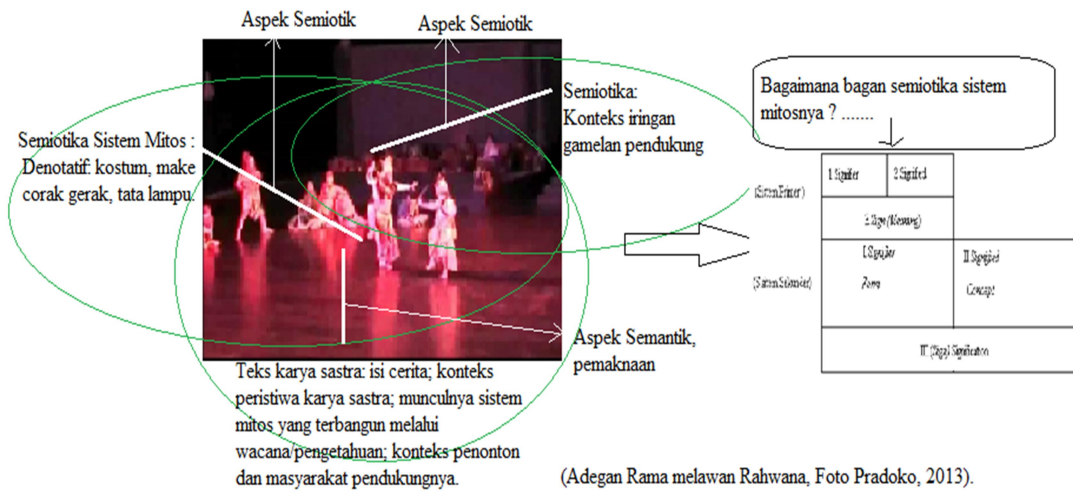 Aspek Semiotik
Aspek Semiotik
Semiotika:
Konteks iringan
gamelan pendukung
Semiotika Sistem Mitos :
Denotatif: kostum, make
corak gerak, tata lampu.
Aspek Semantik,
pemaknaan
Teks karya sastra: isi cerita; konteks
peristiwa karya sastra; munculnya sistem
mitos yang terbangun melalui
wacana/pengetahuan; konteks penonton
dan masyarakat pendukungnya.
Bagaimana bagan semiotika sistem
mitosnya ? .......
(Sistem Primer)
1 Signifier
2 Signified
3 Sign (Meaning)
(Sistem Sekunder)
I Signifier
Form
II Signified
Concept
III (Sign) Signification
(Adegan Rama melawan Rahwana, Foto Pradoko, 2013).